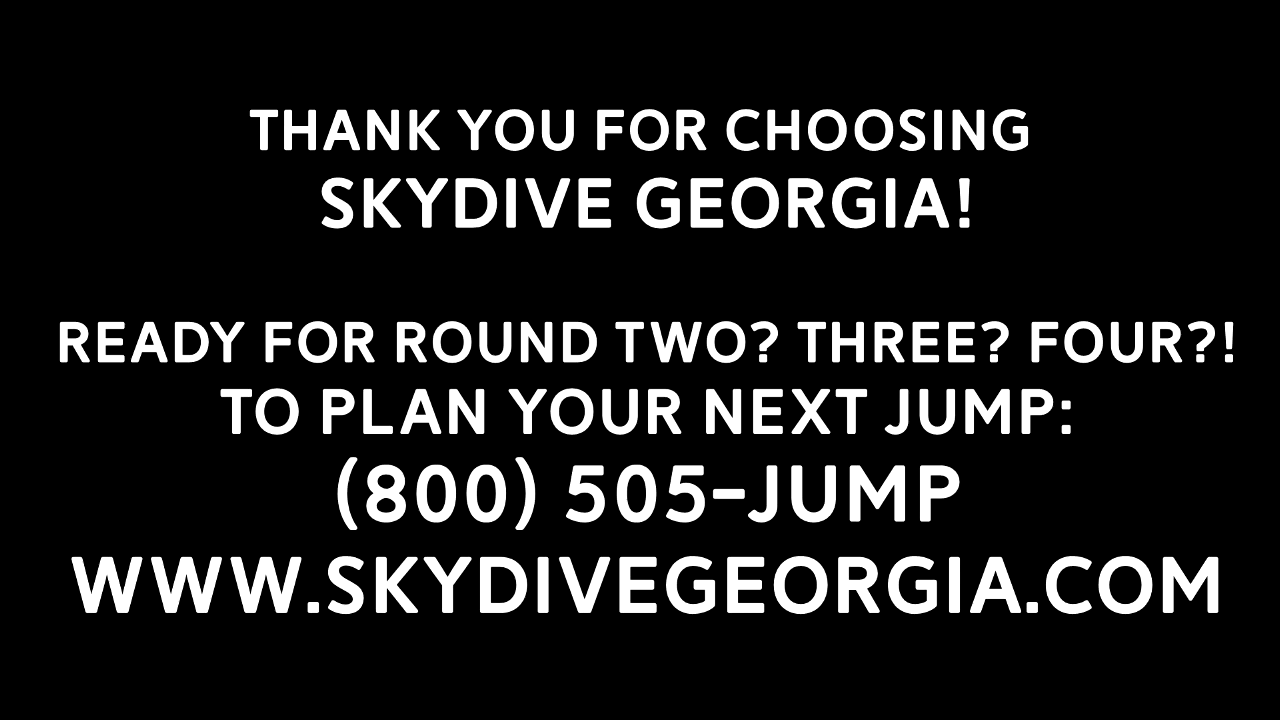 THANK YOU FOR CHOOSING
SKYDIVE GEORGIA!
READY FOR ROUND TWO? THREE? FOUR?!
TO PLAN YOUR NEXT JUMP:
(800) 505-JUMP
WWW.SKYDIVEGEORGIA.COM